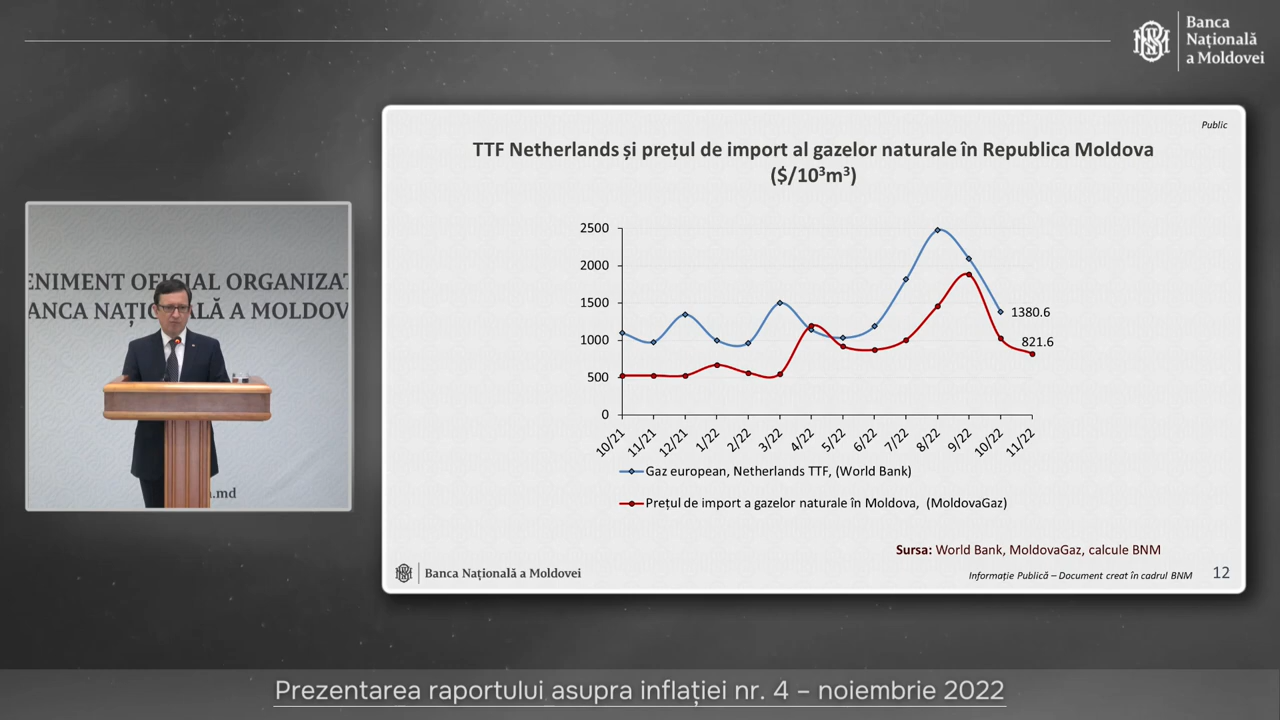 Banca
Națională
a Moldovei
Public
TTF Netherlands și prețul de import al gazelor naturale în Republica Moldova
($/10³m³)
2500
2000
1500
1000
500
0
1380.6
821.6
10/21 11/21 12/21 1/22 2/22 3/22 4/22 5/22 6/22 7/22 8/22 9/22 10/22 11/22
Gaz european, Netherlands TTF, (World Bank)
Prețul de import a gazelor naturale în Moldova, (MoldovaGaz)
Sursa: World Bank, MoldovaGaz, calcule BNM
Banca Națională a Moldovei
Informație Publică – Document creat în cadrul BNM
12
ENIMENT OFICIAL ORGANIZAT
ANCA NAȚIONALĂ A MOLDOV
.md
Prezentarea raportului asupra inflației nr. 4 – noiembrie 2022